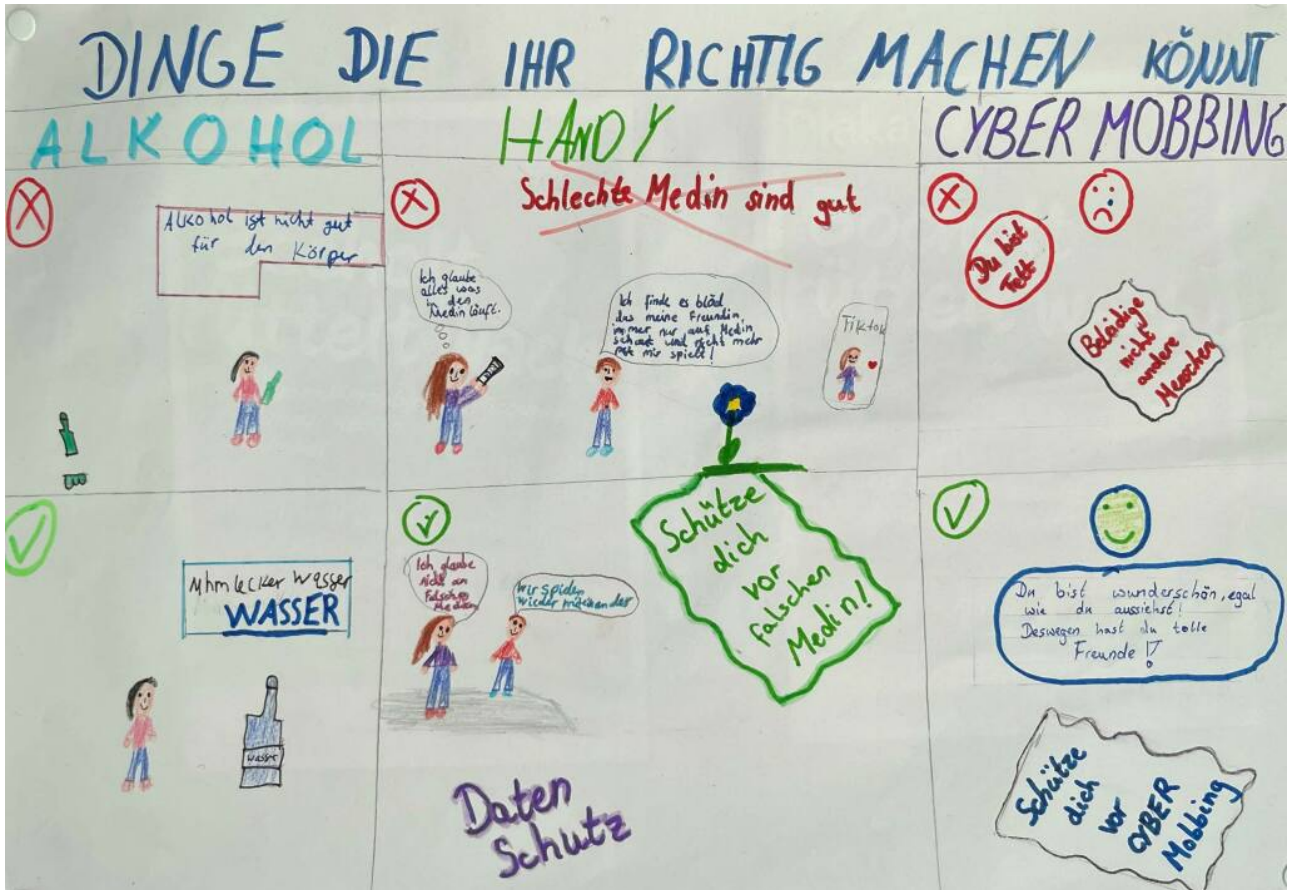 DINGE DIE IHR RICHTIG MACHEN KÖNNT
ALKOHOL
HANDY
CYBER MOBBING
Alkohol ist nicht gut
für den Körper
Schlechte Medin sind gut
Ich glaube
alles was
in den
Medin läuft.
Ich finde es blöd
das meine Freundin
immer nur auf Medin
schaut und nicht mehr
mit mir spielt!
Tiktok
Du bist
Fett
Beleidige
nicht
andere
Menschen
Mhm lecker Wasser
WASSER
Wasser
Ich glaube
nicht an
Falsche
Medien
Wir spielen
wieder miteinander
Schütze
dich
vor
falschen
Medin!
Daten
Schutz
Du bist wunderschön, egal
wie du aussiehst!
Deswegen hast du tolle
Freunde!
Schütze
dich
vor
CYBER
Mobbing